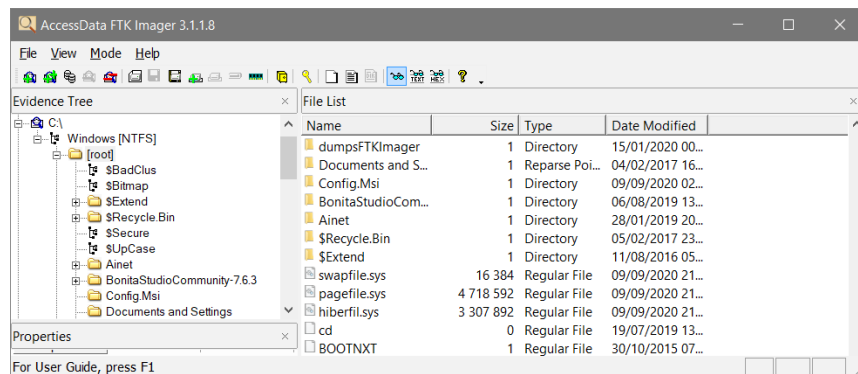 AccessData FTK Imager 3.1.1.8
File View Mode Help
Evidence Tree
File List
C:\
Windows [NTFS]
[root]
$BadClus
$Bitmap
$Extend
$Recycle.Bin
$Secure
$UpCase
Ainet
BonitaStudioCommunity-7.6.3
Config.Msi
Documents and Settings
Name Size Type Date Modified
dumpsFTKImager 1 Directory 15/01/2020 00...
Documents and S... 1 Reparse Poi... 04/02/2017 16...
Config.Msi 1 Directory 09/09/2020 02...
BonitaStudioCom... 1 Directory 06/08/2019 13...
Ainet 1 Directory 28/01/2019 20...
$Recycle.Bin 1 Directory 05/02/2017 23...
$Extend 1 Directory 11/08/2016 05...
swapfile.sys 16 384 Regular File 09/09/2020 21...
pagefile.sys 4 718 592 Regular File 09/09/2020 21...
hiberfil.sys 3 307 892 Regular File 09/09/2020 21...
cd 0 Regular File 19/07/2019 13...
BOOTNXT 1 Regular File 30/10/2015 07...
Properties
For User Guide, press F1